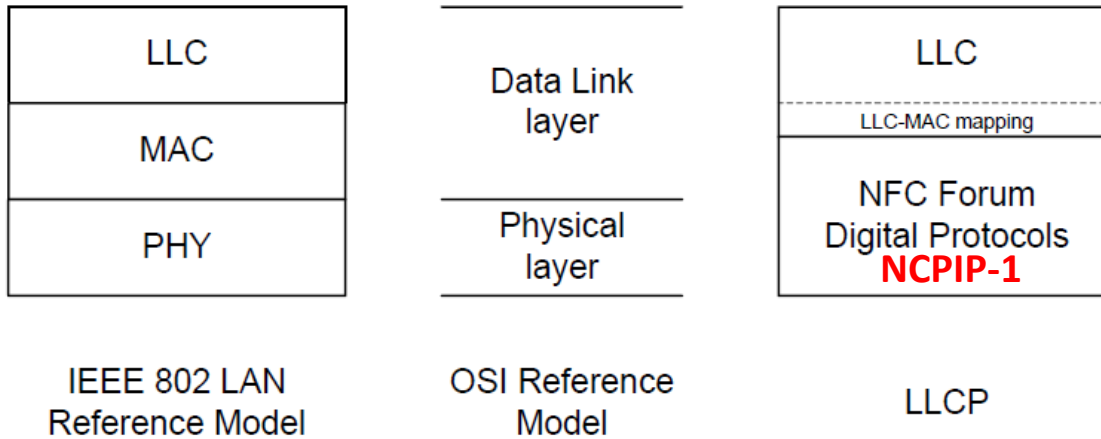 LLC
MAC
PHY
IEEE 802 LAN
Reference Model
Data Link
layer
Physical
layer
OSI Reference
Model
LLC
LLC-MAC mapping
NFC Forum
Digital Protocols
NCPIP-1
LLCP